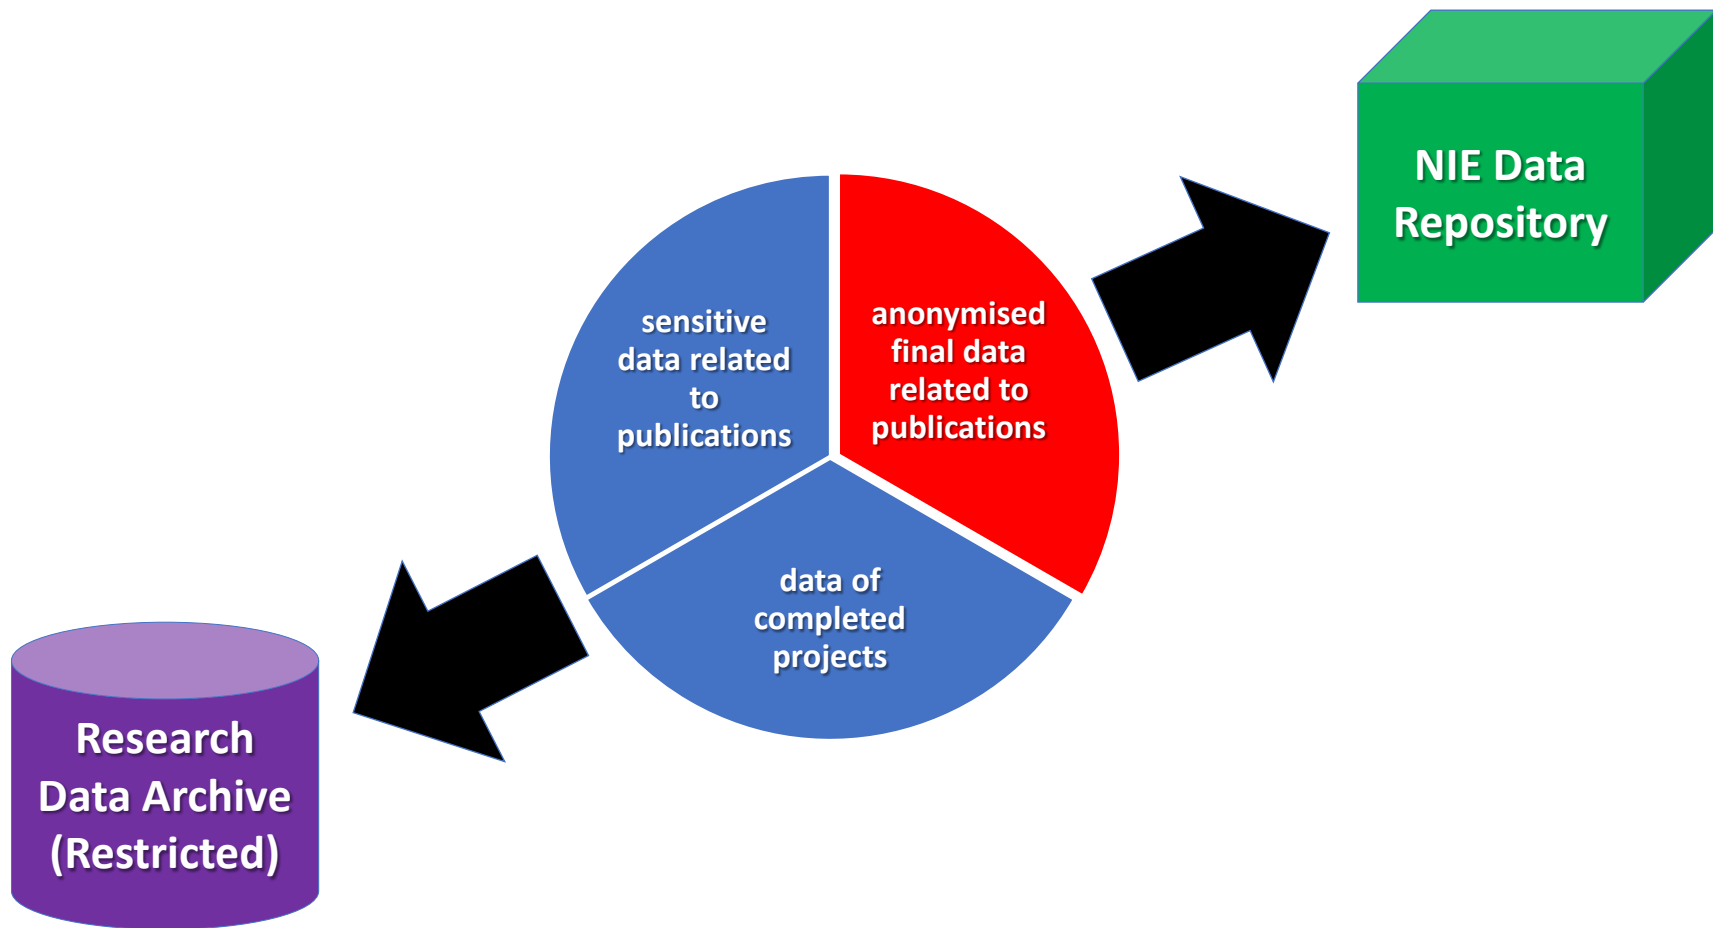 NIE Data
Repository
sensitive
data related
to
publications
anonymised
final data
related to
publications
data of
completed
projects
Research
Data Archive
(Restricted)